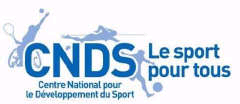 CNDS
Centre National pour
le Développement du Sport
Le sport
pour tous